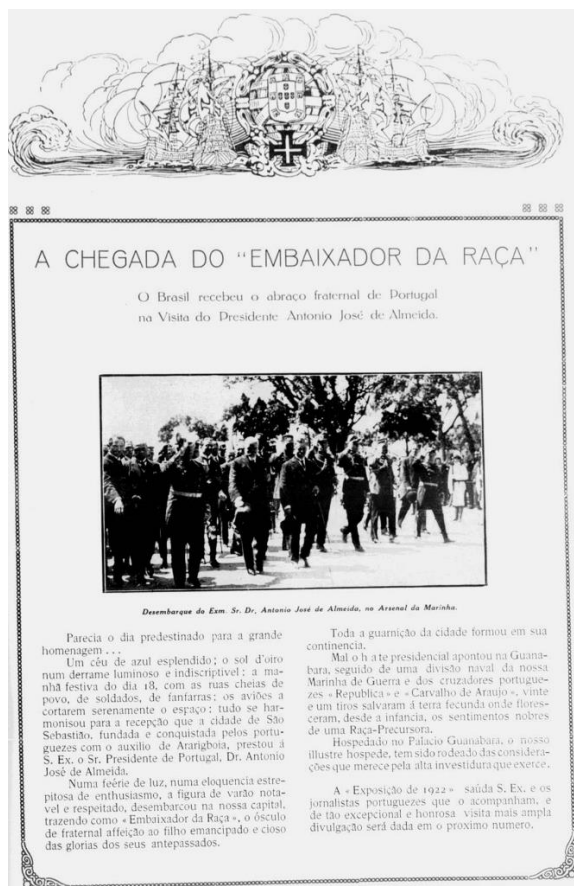 A CHEGADA DO "EMBAIXADOR DA RAÇA"
O Brasil recebeu o abraço fraternal de Portugal
na Visita do Presidente Antonio José de Almeida.
Desembarque do Exm. Sr. Dr, Antonio José de Almeida, no Arsenal da Marinha.
Parecia o dia predestinado para a grande
homenagem ...
Um céu de azul esplendido; o sol d'oiro
num derrame luminoso e indiscriptivel; a ma-
nhã festiva do dia 18, com as ruas cheias de
povo, de soldados, de fanfarras; os aviões a
cortarem serenamente o espaço; tudo se har-
monisou para a recepção que a cidade de São
Sebastião, fundada e conquistada pelos portu-
guezes com o auxilio de Ararigboia, prestou á
S. Ex. o Sr. Presidente de Portugal, Dr. Antonio
José de Almeida.
Numa feérie de luz, numa eloquencia estre-
pitosa de enthusiasmo, a figura de varão nota-
vel e respeitado, desembarcou na nossa capital,
trazendo como «Embaixador da Raça», o ósculo
de fraternal affeição ao filho emancipado e cioso
das glorias dos seus antepassados.
Toda a guarnição da cidade formou em sua
continencia.
Mal o h a te presidencial apontou na Guana-
bara, seguido de uma divisão naval da nossa
Marinha de Guerra e dos cruzadores portugue-
zes «Republica» e «Carvalho de Araujo», vinte
e um tiros salvaram á terra fecunda onde flores-
ceram, desde a infancia, os sentimentos nobres
de uma Raça-Precursora.
Hospedado no Palacio Guanabara, o nosso
illustre hospede, tem sido rodeado das considera-
ções que merece pela alta investidura que exerce.
A «Exposição de 1922» saúda S. Ex. e os
jornalistas portuguezes que o acompanham, e
de tão excepcional e honrosa visita mais ampla
divulgação será dada em o proximo numero.